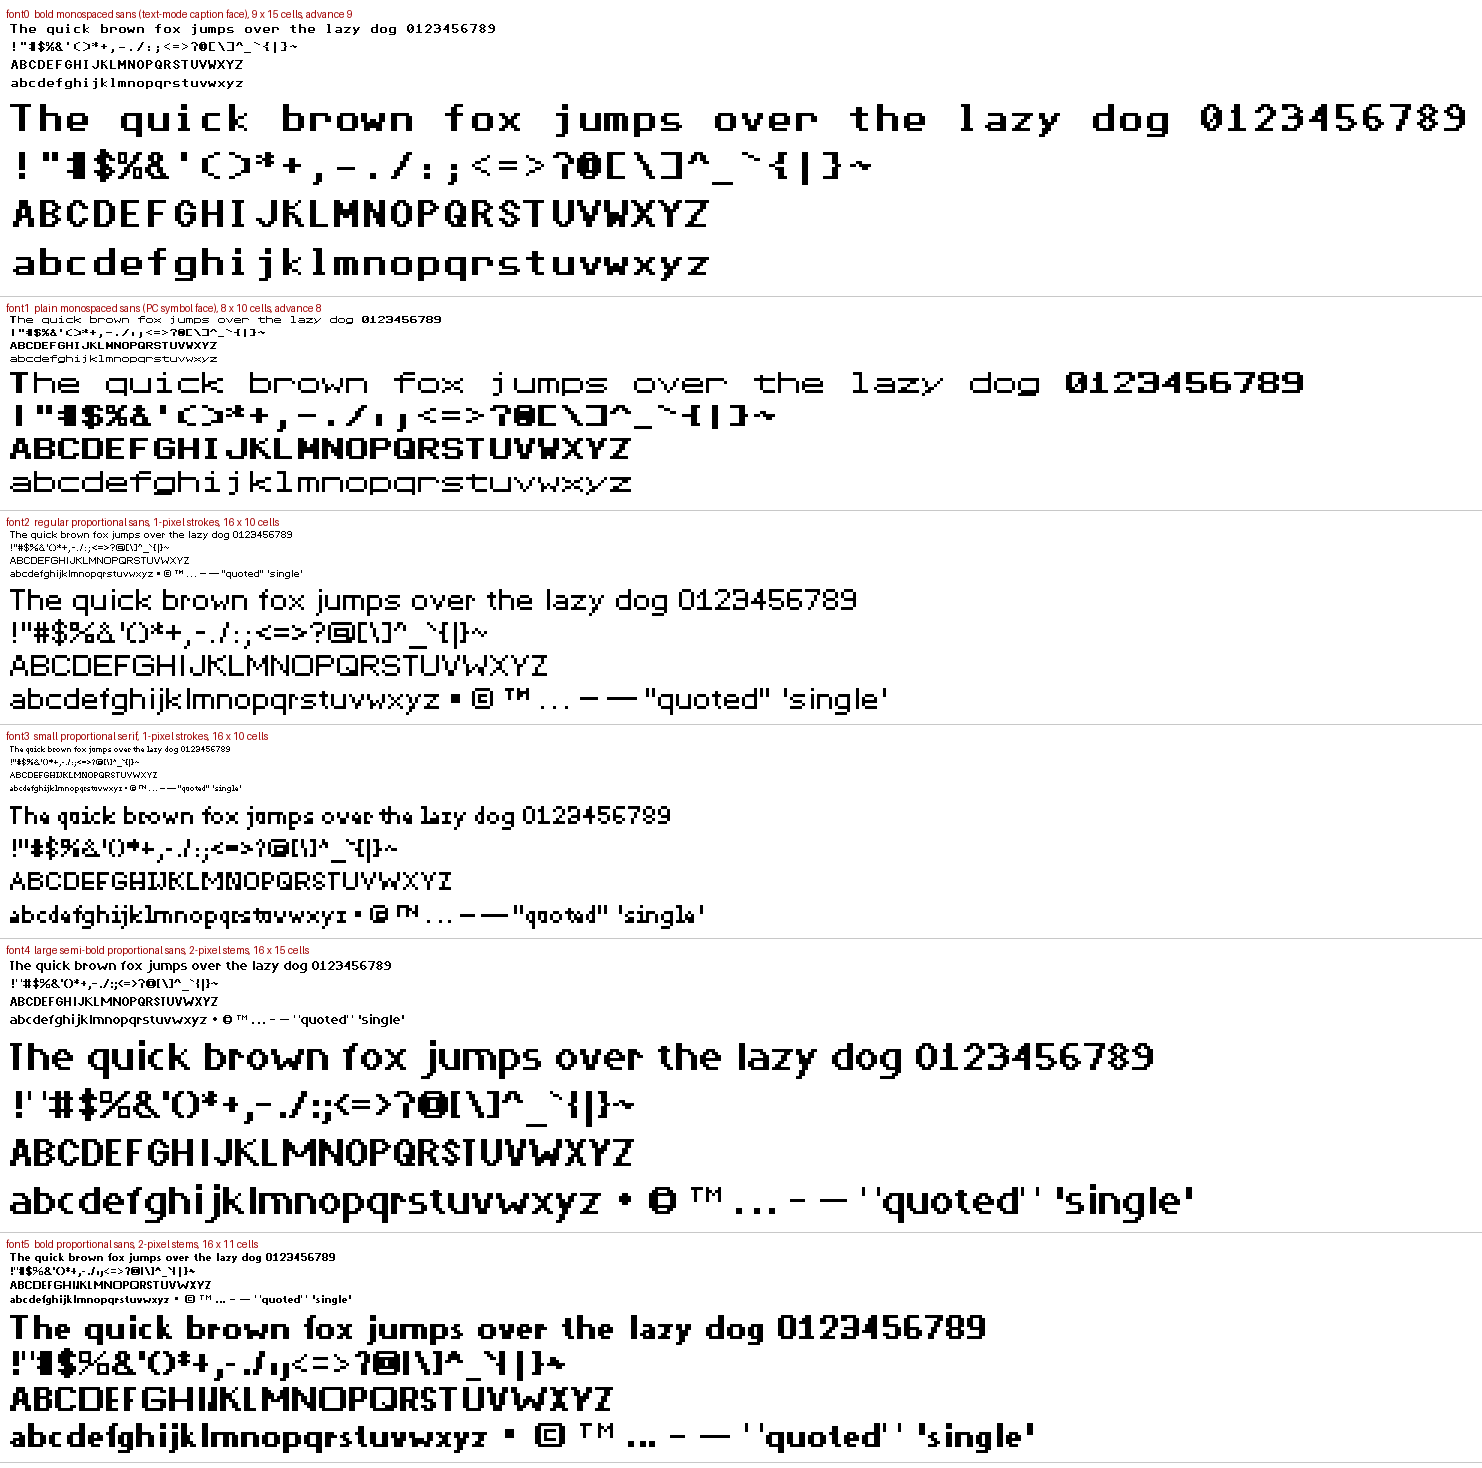 font0 bold monospaced sans (text-mode caption face), 9 x 15 cells, advance 9
The quick brown fox jumps over the lazy dog 0123456789
!"#$%&'()*+,-./:;<=>?@[\]^_`{|}~
ABCDEFGHIJKLMNOPQRSTUVWXYZ
abcdefghijklmnopqrstuvwxyz
The quick brown fox jumps over the lazy dog 0123456789
!"#$%&'()*+,-./:;<=>?@[\]^_`{|}~
ABCDEFGHIJKLMNOPQRSTUVWXYZ
abcdefghijklmnopqrstuvwxyz
font1 plain monospaced sans (PC symbol face), 8 x 10 cells, advance 8
The quick brown fox jumps over the lazy dog 0123456789
!"#$%&'()*+,-./:;<=>?@[\]^_`{|}~
ABCDEFGHIJKLMNOPQRSTUVWXYZ
abcdefghijklmnopqrstuvwxyz
The quick brown fox jumps over the lazy dog 0123456789
!"#$%&'()*+,-./:;<=>?@[\]^_`{|}~
ABCDEFGHIJKLMNOPQRSTUVWXYZ
abcdefghijklmnopqrstuvwxyz
font2 regular proportional sans, 1-pixel strokes, 16 x 10 cells
The quick brown fox jumps over the lazy dog 0123456789
!"#$%&'()*+,-./:;<=>?@[\]^_`{|}~
ABCDEFGHIJKLMNOPQRSTUVWXYZ
abcdefghijklmnopqrstuvwxyz • © ™ ... – — "quoted" 'single'
The quick brown fox jumps over the lazy dog 0123456789
!"#$%&'()*+,-./:;<=>?@[\]^_`{|}~
ABCDEFGHIJKLMNOPQRSTUVWXYZ
abcdefghijklmnopqrstuvwxyz • © ™ ... – — "quoted" 'single'
font3 small proportional serif, 1-pixel strokes, 16 x 10 cells
The quick brown fox jumps over the lazy dog 0123456789
!"#$%&'()*+,-./:;<=>?@[\]^_`{|}~
ABCDEFGHIJKLMNOPQRSTUVWXYZ
abcdefghijklmnopqrstuvwxyz • © ™ ... – — "quoted" 'single'
The quick brown fox jumps over the lazy dog 0123456789
!"#$%&'()*+,-./:;<=>?@[\]^_`{|}~
ABCDEFGHIJKLMNOPQRSTUVWXYZ
abcdefghijklmnopqrstuvwxyz • © ™ ... – — "quoted" 'single'
font4 large semi-bold proportional sans, 2-pixel stems, 16 x 15 cells
The quick brown fox jumps over the lazy dog 0123456789
!"#$%&'()*+,-./:;<=>?@[\]^_`{|}~
ABCDEFGHIJKLMNOPQRSTUVWXYZ
abcdefghijklmnopqrstuvwxyz • © ™ ... – — "quoted" 'single'
The quick brown fox jumps over the lazy dog 0123456789
!"#$%&'()*+,-./:;<=>?@[\]^_`{|}~
ABCDEFGHIJKLMNOPQRSTUVWXYZ
abcdefghijklmnopqrstuvwxyz • © ™ ... – — "quoted" 'single'
font5 bold proportional sans, 2-pixel stems, 16 x 11 cells
The quick brown fox jumps over the lazy dog 0123456789
!"#$%&'()*+,-./:;<=>?@[\]^_`{|}~
ABCDEFGHIJKLMNOPQRSTUVWXYZ
abcdefghijklmnopqrstuvwxyz • © ™ ... – — "quoted" 'single'
The quick brown fox jumps over the lazy dog 0123456789
!"#$%&'()*+,-./:;<=>?@[\]^_`{|}~
ABCDEFGHIJKLMNOPQRSTUVWXYZ
abcdefghijklmnopqrstuvwxyz • © ™ ... – — "quoted" 'single'